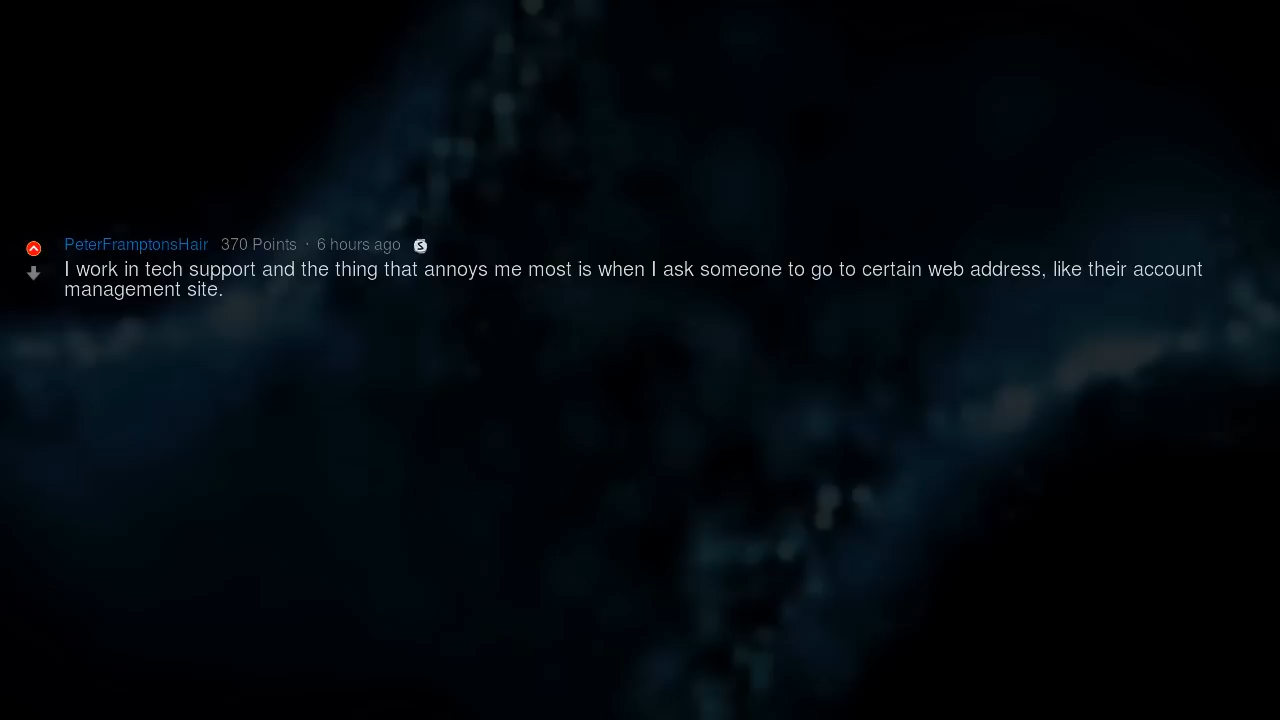 PeterFramptonsHair 370 Points · 6 hours ago
I work in tech support and the thing that annoys me most is when I ask someone to go to certain web address, like their account
management site.